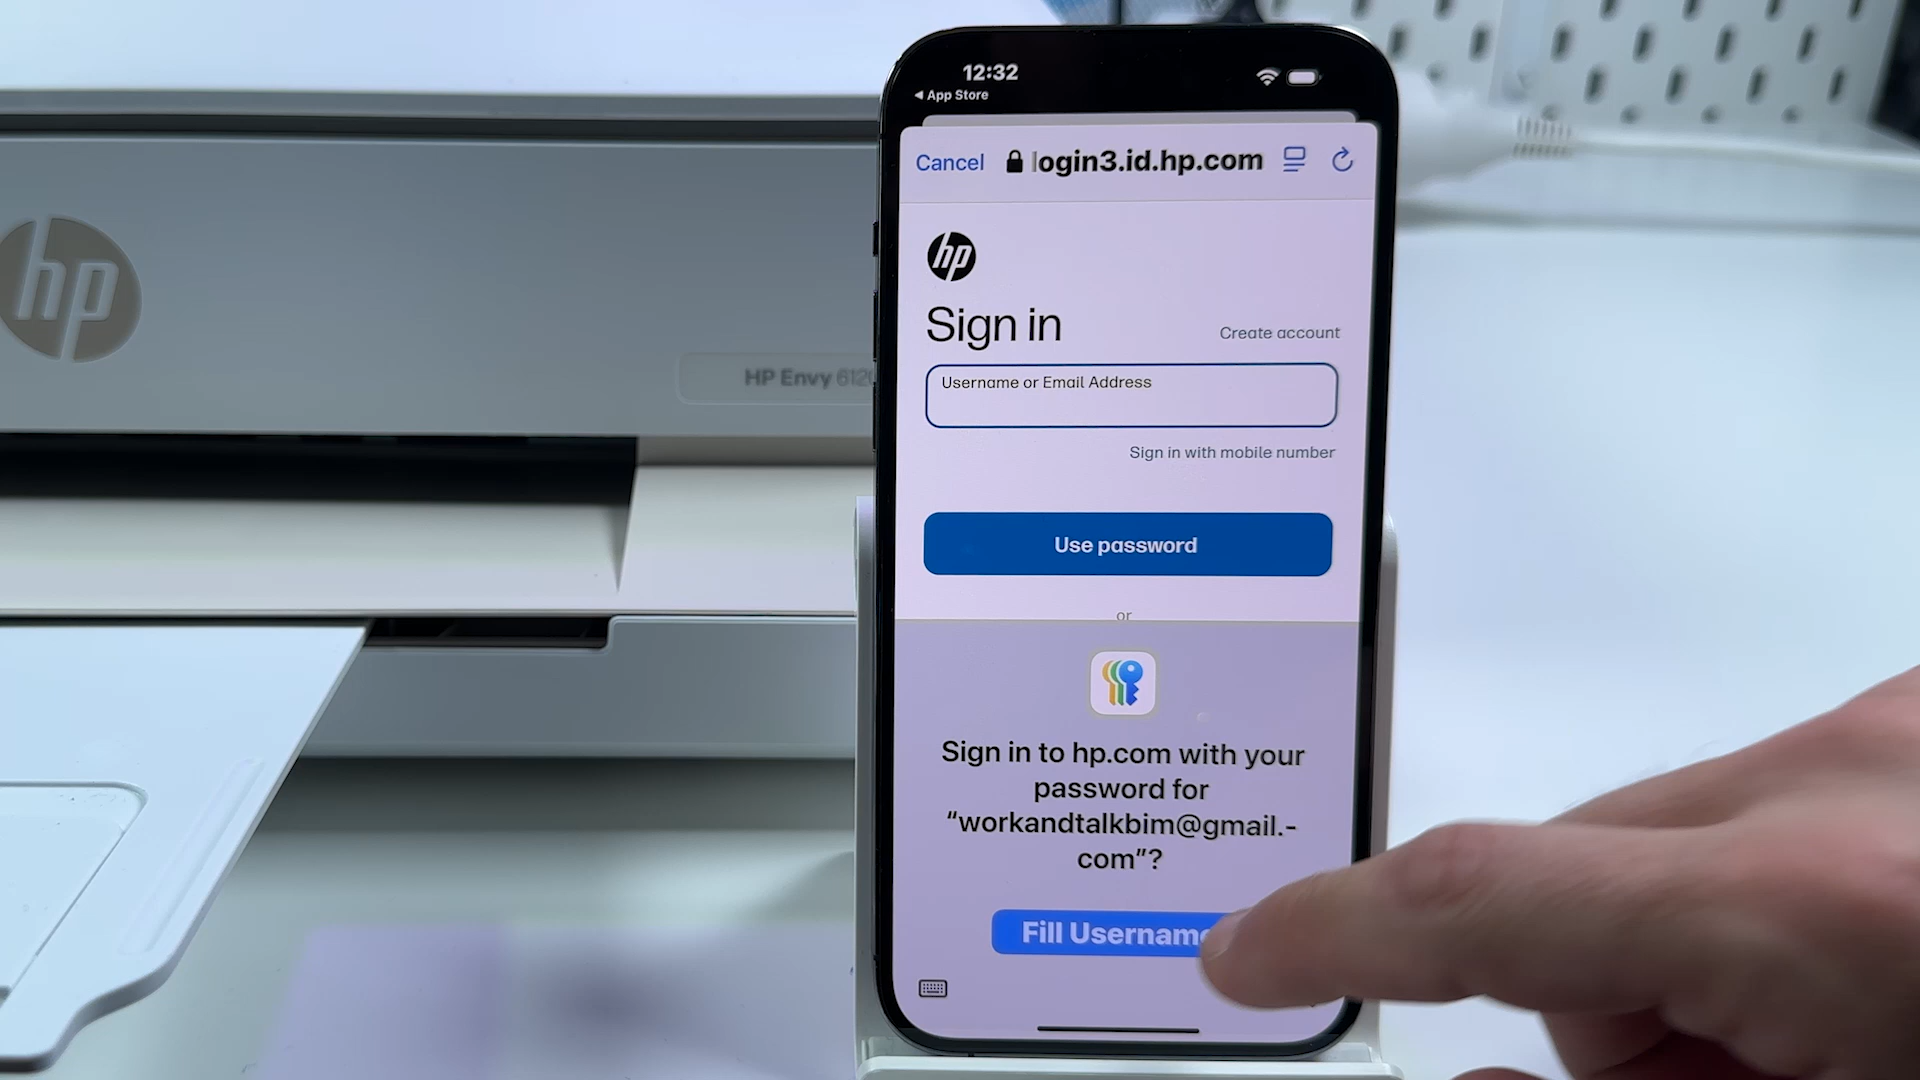 12:32
App Store
Cancel
login3.id.hp.com
hp
Sign in
Create account
Username or Email Address
Sign in with mobile number
Use password
or
Sign in to hp.com with your
password for
“workandtalkbim@gmail.-
com”?
Fill Username
hp
HP Envy 612